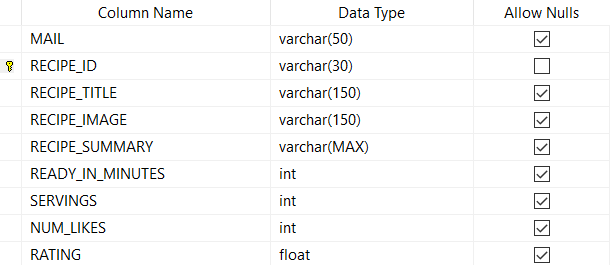 Column Name Data Type Allow Nulls
MAIL varchar(50)
RECIPE_ID varchar(30)
RECIPE_TITLE varchar(150)
RECIPE_IMAGE varchar(150)
RECIPE_SUMMARY varchar(MAX)
READY_IN_MINUTES int
SERVINGS int
NUM_LIKES int
RATING float